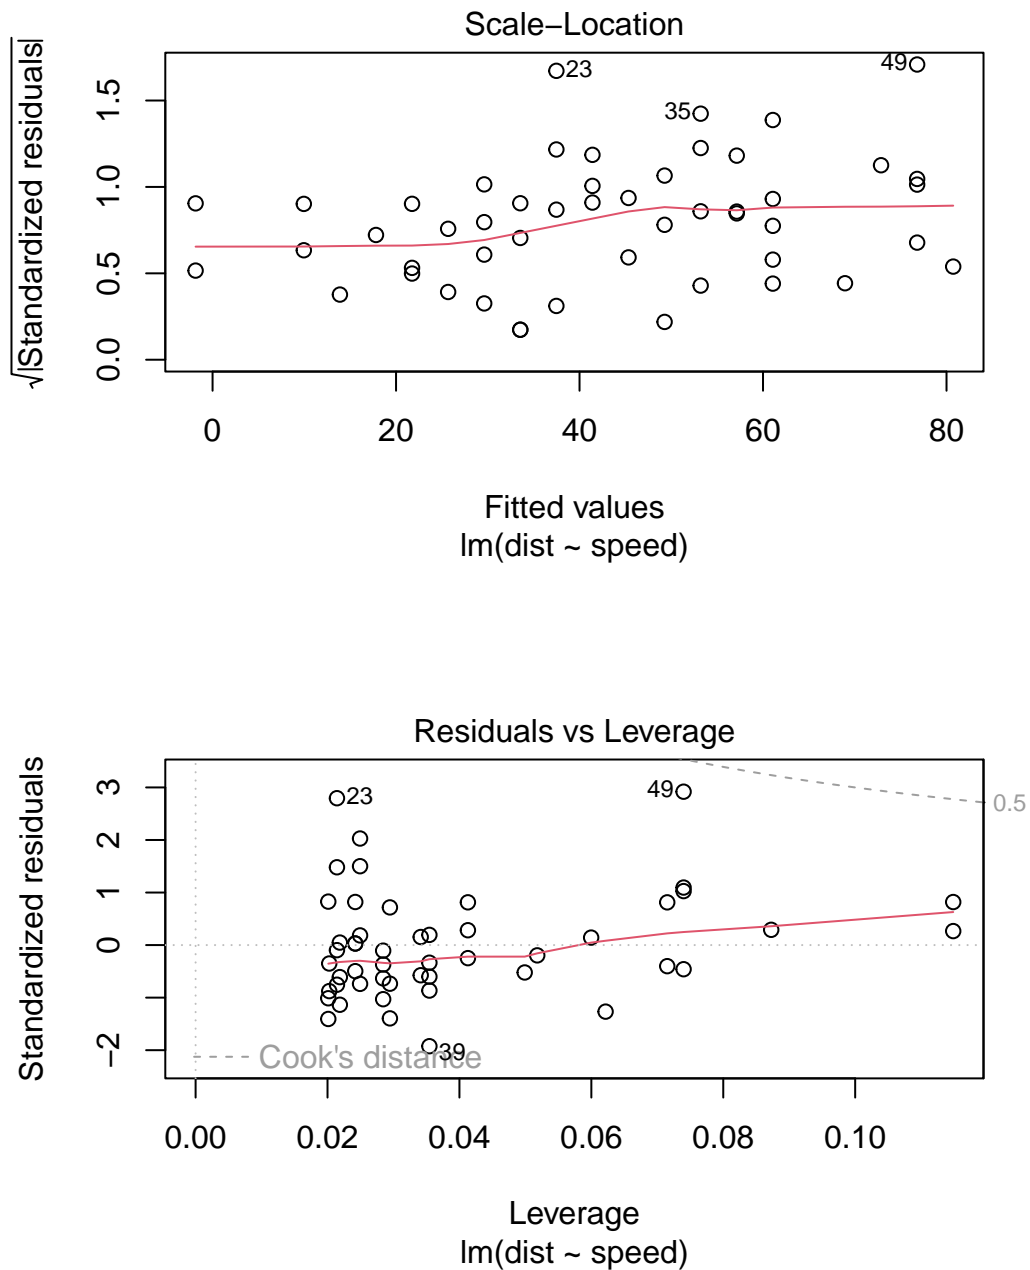 Scale−Location
√|Standardized residuals|
1.5
1.0
0.5
0.0
23
49
35
0 20 40 60 80
Fitted values
lm(dist ~ speed)
Residuals vs Leverage
Standardized residuals
3
2
1
0
−2
23
49
0.5
39
Cook's distance
0.00 0.02 0.04 0.06 0.08 0.10
Leverage
lm(dist ~ speed)